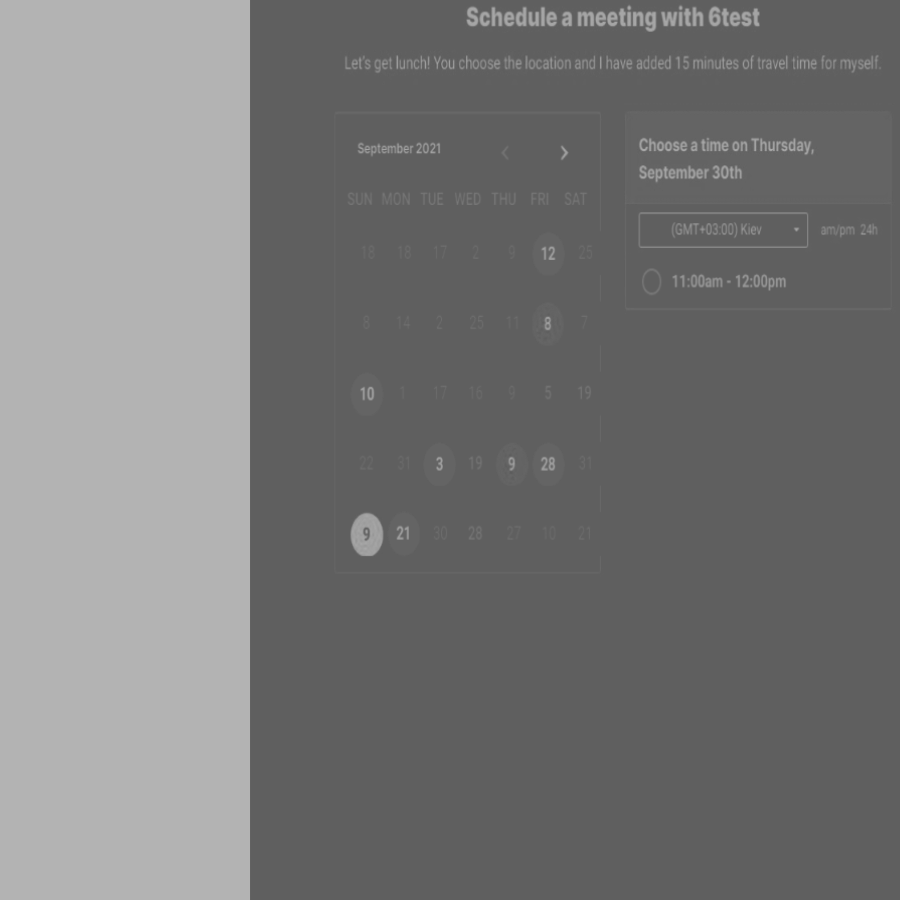 Schedule a meeting with 6test
Let's get lunch! You choose the location and I have added 15 minutes of travel time for myself.
September 2021
SUN MON TUE WED THU FRI SAT
18 18 17 2 9 12 25
8 14 2 25 11 8 7
10 1 17 16 9 5 19
22 31 3 19 9 28 31
9 21 30 28 27 10 21
Choose a time on Thursday,
September 30th
(GMT+03:00) Kiev am/pm 24h
11:00am - 12:00pm